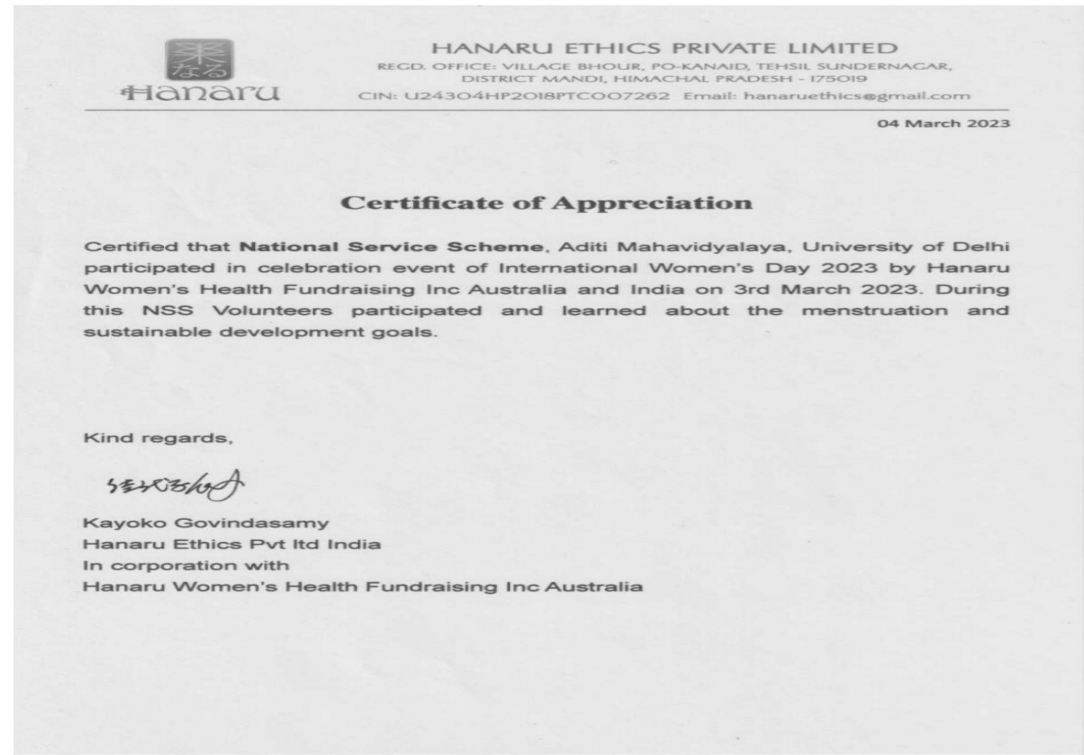 Hanaru
HANARU ETHICS PRIVATE LIMITED
REGD. OFFICE: VILLAGE BHOUR, PO-KANAID, TEHSIL SUNDERNAGAR,
DISTRICT MANDI, HIMACHAL PRADESH - 175019
CIN: U24304HP2018PTC007262 Email: hanaruethics@gmail.com
04 March 2023
Certificate of Appreciation
Certified that National Service Scheme, Aditi Mahavidyalaya, University of Delhi
participated in celebration event of International Women's Day 2023 by Hanaru
Women's Health Fundraising Inc Australia and India on 3rd March 2023. During
this NSS Volunteers participated and learned about the menstruation and
sustainable development goals.
Kind regards,
Kayoko Govindasamy
Hanaru Ethics Pvt ltd India
In corporation with
Hanaru Women's Health Fundraising Inc Australia